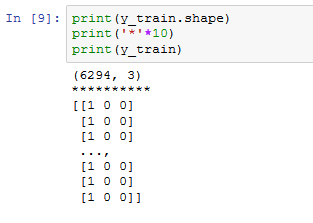 In [9]: print(y_train.shape)
print('*'*10)
print(y_train)
(6294, 3)
**********
[[1 0 0]
[1 0 0]
[1 0 0]
...,
[1 0 0]
[1 0 0]
[1 0 0]]